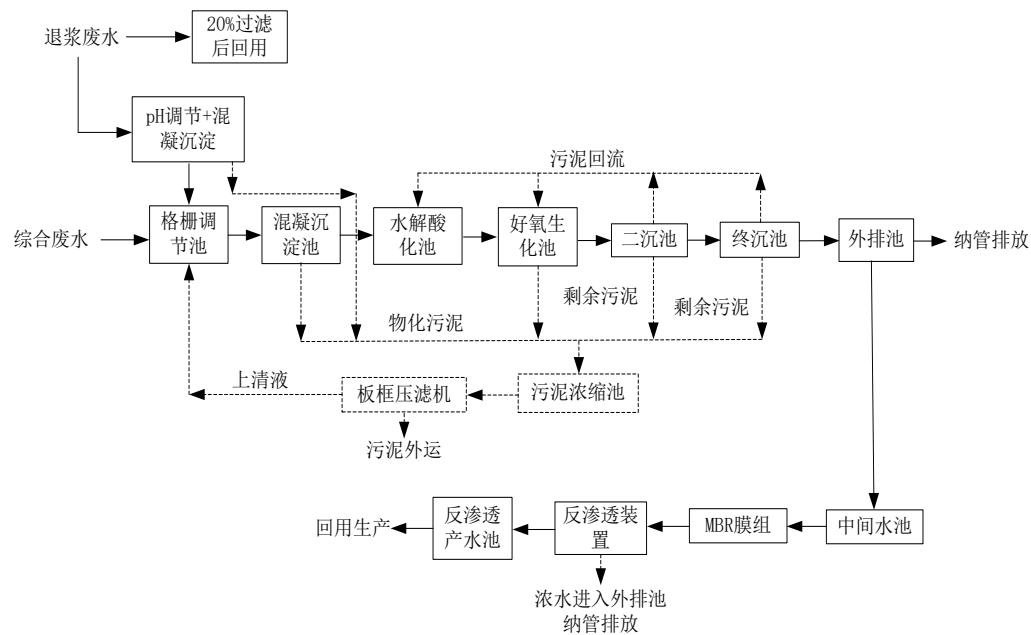 退浆废水
20%过滤
后回用
pH调节+混
凝沉淀
污泥回流
综合废水
格栅调
节池
混凝沉
淀池
水解酸
化池
好氧生
化池
二沉池
终沉池
外排池
纳管排放
剩余污泥
剩余污泥
物化污泥
上清液
板框压滤机
污泥浓缩池
污泥外运
回用生产
反渗透
产水池
反渗透装
置
MBR膜组
中间水池
浓水进入外排池
纳管排放